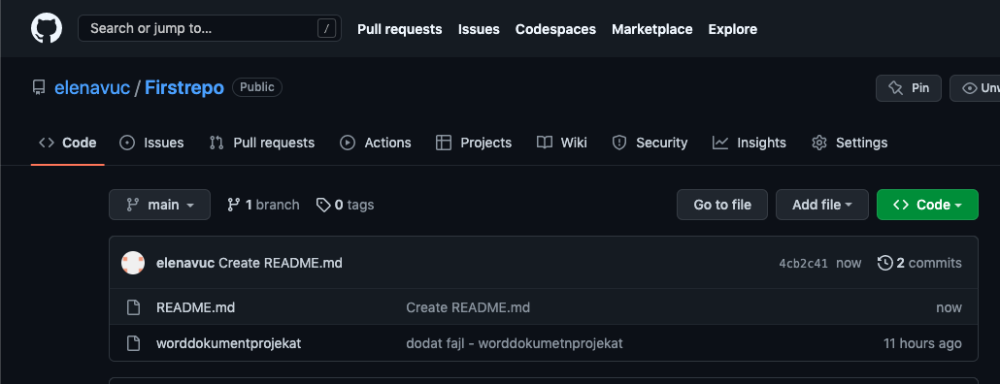 Search or jump to... /
Pull requests Issues Codespaces Marketplace Explore
elenavuc / Firstrepo Public
Pin
Code Issues Pull requests Actions Projects Wiki Security Insights Settings
main 1 branch 0 tags Go to file Add file Code
elenavuc Create README.md 4cb2c41 now 2 commits
README.md Create README.md now
worddokumentprojekat dodat fajl - worddokumetnprojekat 11 hours ago